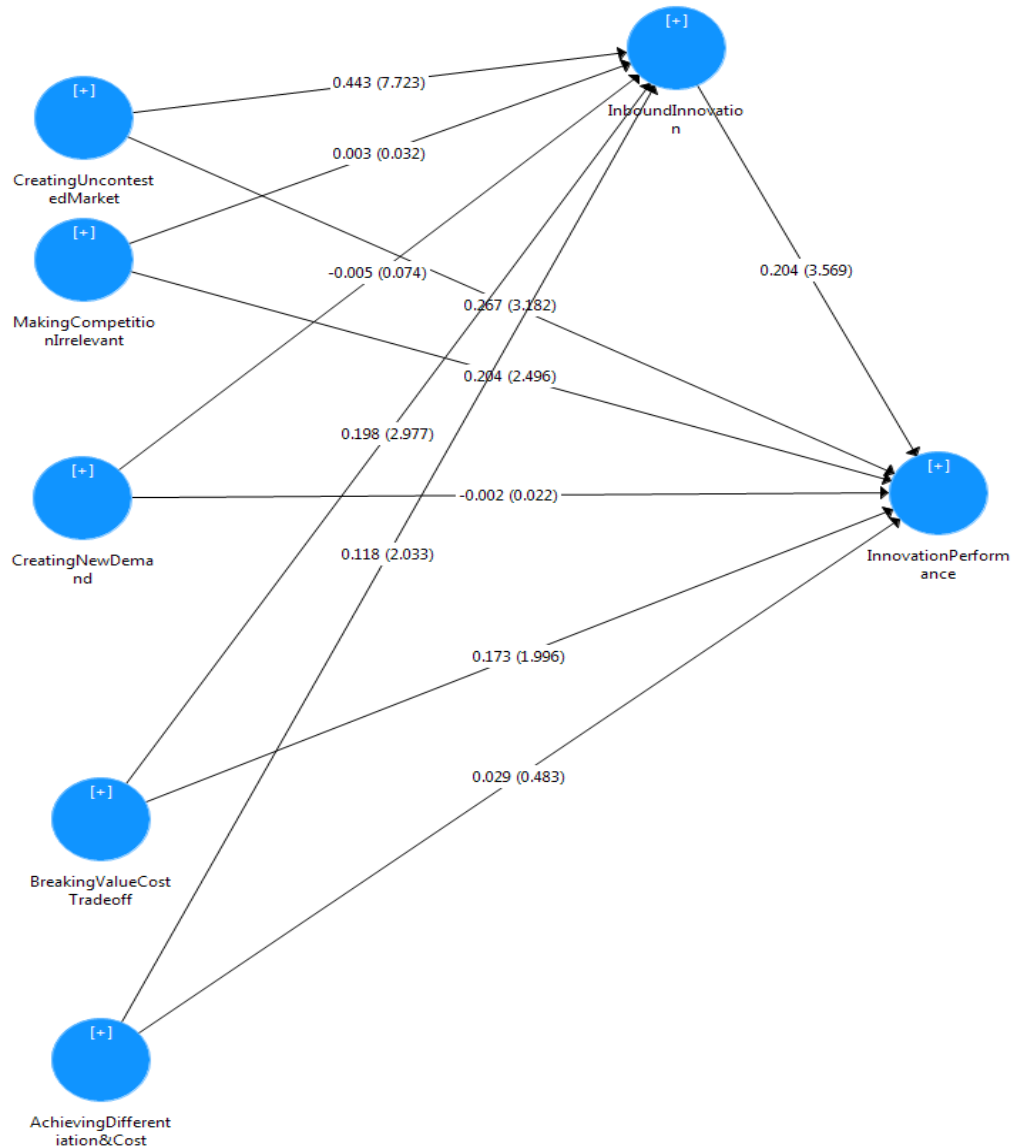 [+]
InboundInnovatio
n
[+]
CreatingUncontest
edMarket
0.443 (7.723)
0.003 (0.032)
[+]
MakingCompetitio
nIrrelevant
-0.005 (0.074)
0.204 (3.569)
0.267 (3.182)
0.204 (2.496)
0.198 (2.977)
[+]
CreatingNewDema
nd
-0.002 (0.022)
[+]
InnovationPerform
ance
0.118 (2.033)
0.173 (1.996)
0.029 (0.483)
[+]
BreakingValueCost
Tradeoff
[+]
AchievingDifferent
iation&Cost